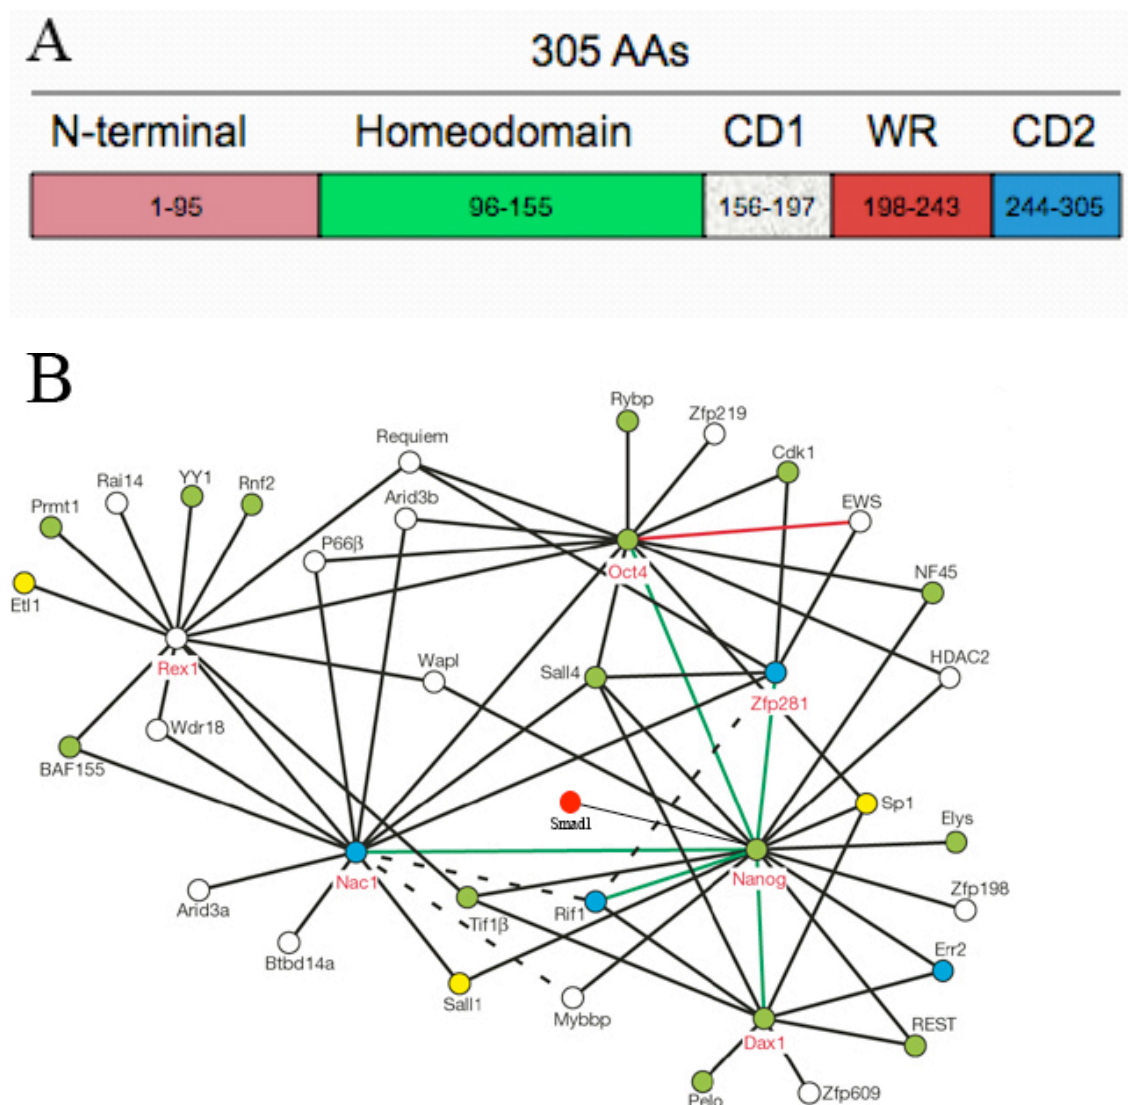 A
305 AAs
N-terminal Homeodomain CD1 WR CD2
1-95 96-155 156-197 198-243 244-305
B
Rybp
Zfp219
Requiem
Cdk1
Rai14
YY1
Rnf2
Arid3b
EWS
Prmt1
P66β
Oct4
NF45
Etl1
Rex1
Wapl
Sall4
HDAC2
Zfp281
Wdr18
BAF155
Smad1
Sp1
Elys
Nac1
Nanog
Zfp198
Arid3a
Tif1β
Rif1
Btbd14a
Err2
Sall1
Mybbp
REST
Dax1
Pelo
Zfp609